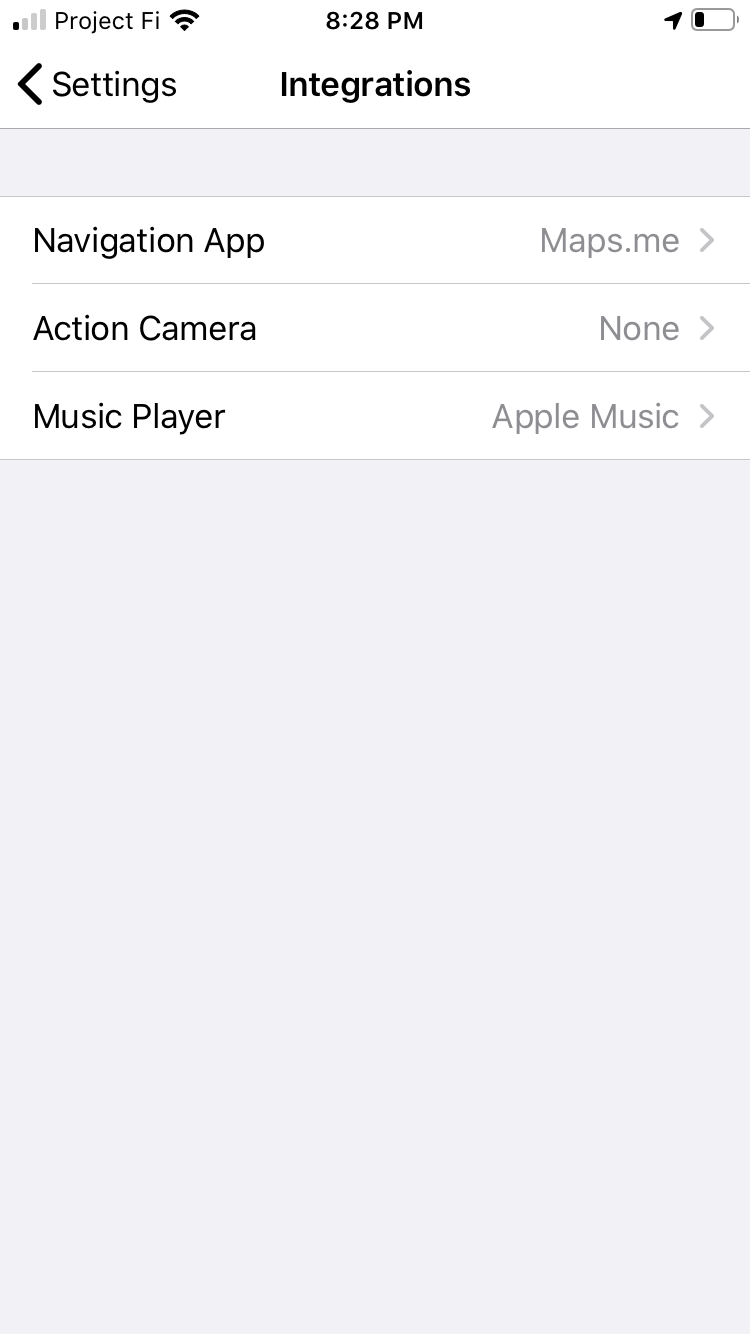 Project Fi 8:28 PM
Settings Integrations
Navigation App Maps.me
Action Camera None
Music Player Apple Music